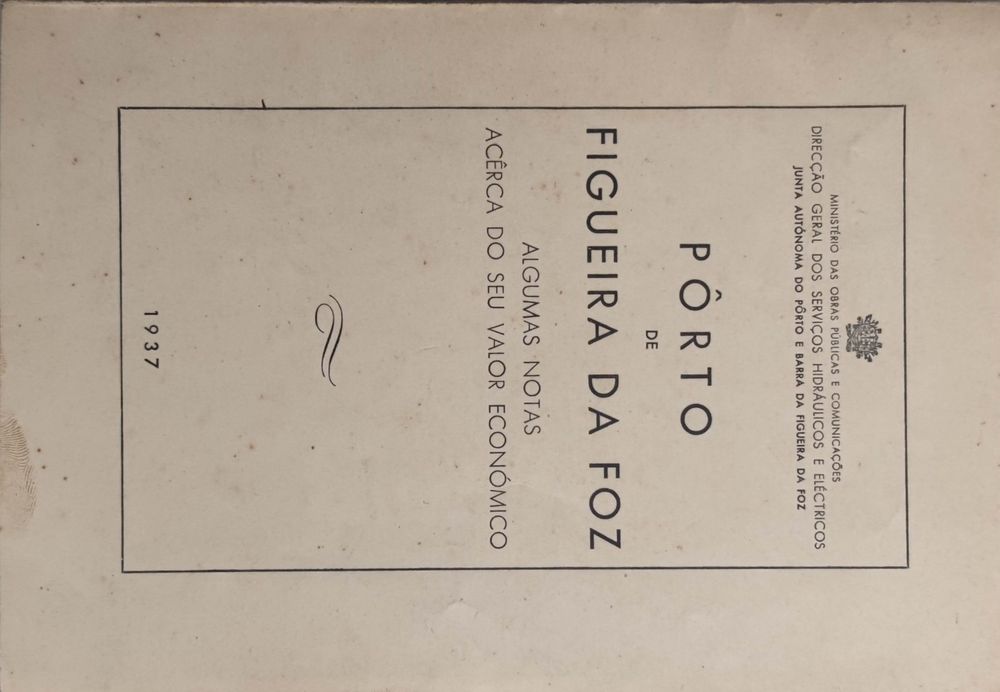 MINISTÉRIO DAS OBRAS PÚBLICAS E COMUNICAÇÕES
DIRECÇÃO GERAL DOS SERVIÇOS HIDRÁULICOS E ELÉCTRICOS
JUNTA AUTÓNOMA DO PÔRTO E BARRA DA FIGUEIRA DA FOZ
PÔRTO
DE
FIGUEIRA DA FOZ
ALGUMAS NOTAS
ACÊRCA DO SEU VALOR ECONÓMICO
1937